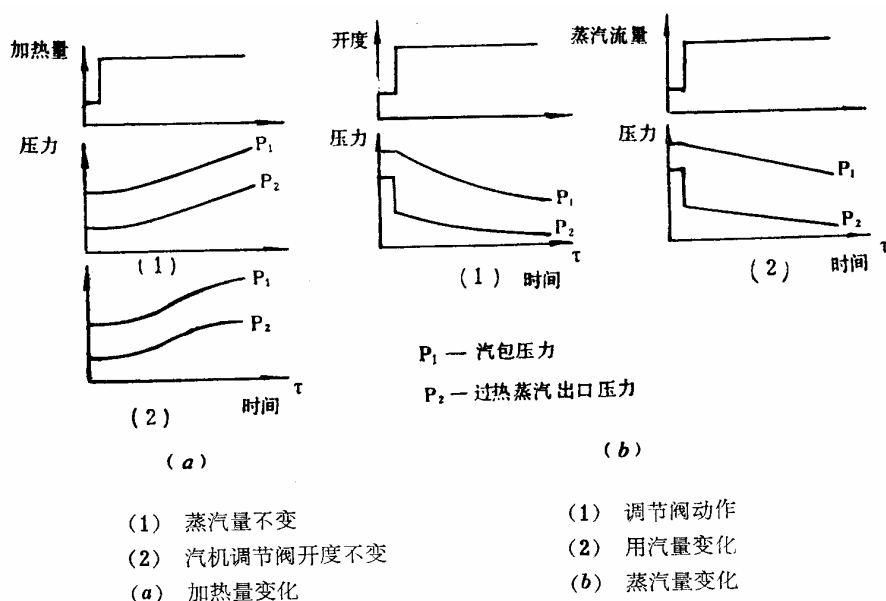 加热量
压力
P₁
P₂
(1)
P₁
P₂
τ
时间
(2)
(a)
开度
压力
P₁
P₂
τ
(1) 时间
蒸汽流量
压力
P₁
P₂
τ
(2) 时间
P₁ — 汽包压力
P₂ — 过热蒸汽出口压力
(b)
(1) 蒸汽量不变
(2) 汽机调节阀开度不变
(a) 加热量变化
(1) 调节阀动作
(2) 用汽量变化
(b) 蒸汽量变化